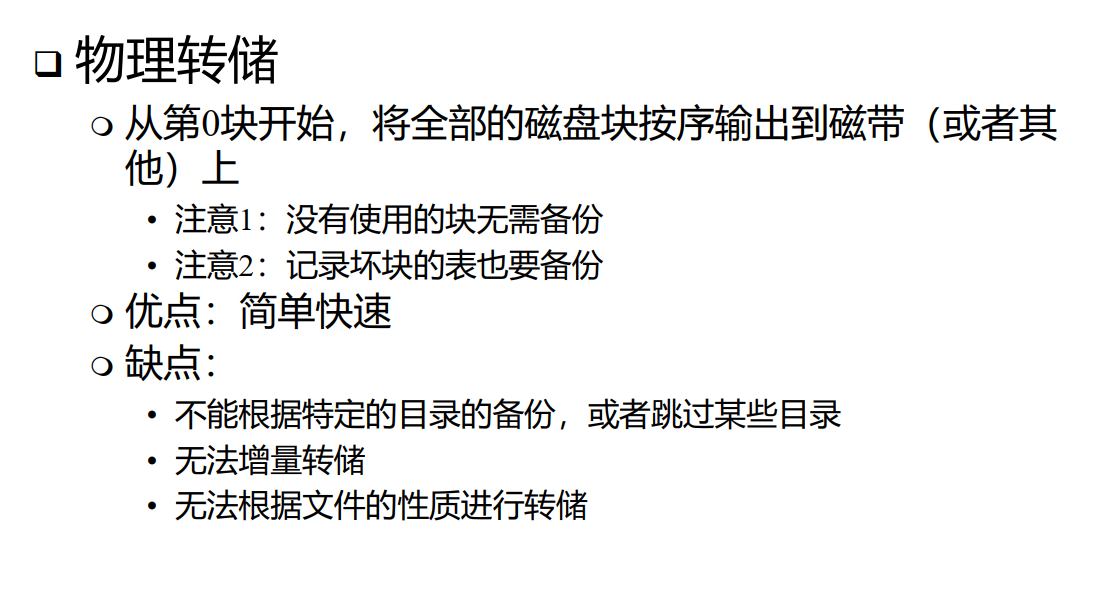 物理转储
从第0块开始，将全部的磁盘块按序输出到磁带（或者其
他）上
• 注意1：没有使用的块无需备份
• 注意2：记录坏块的表也要备份
优点：简单快速
缺点：
• 不能根据特定的目录的备份，或者跳过某些目录
• 无法增量转储
• 无法根据文件的性质进行转储